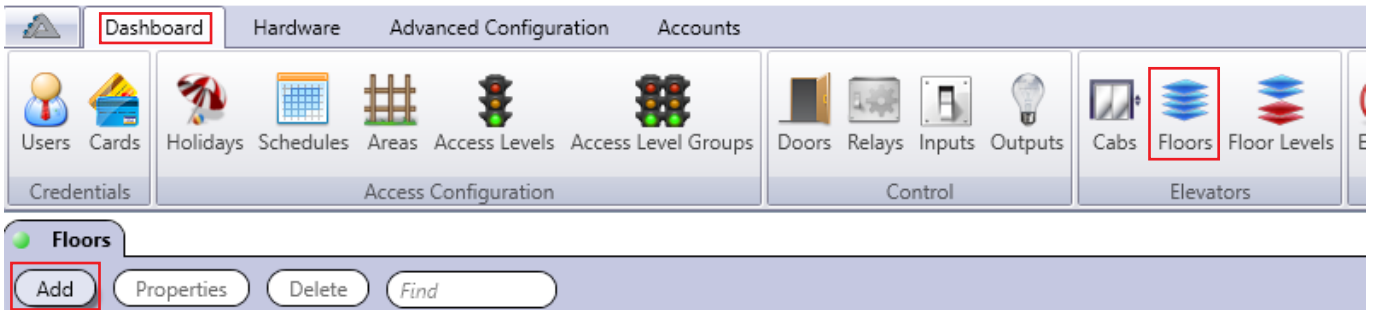 Dashboard Hardware Advanced Configuration Accounts
Users Cards Holidays Schedules Areas Access Levels Access Level Groups Doors Relays Inputs Outputs Cabs Floors Floor Levels
Credentials Access Configuration Control Elevators
Floors
Add Properties Delete Find